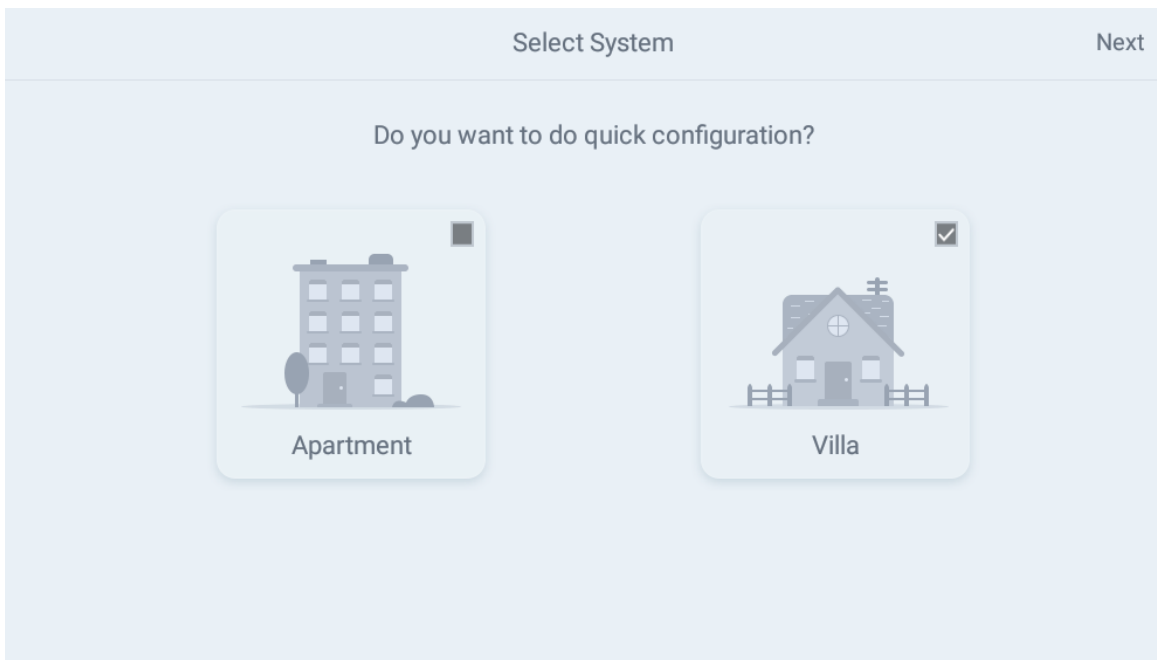 Select System
Next
Do you want to do quick configuration?
Apartment
Villa